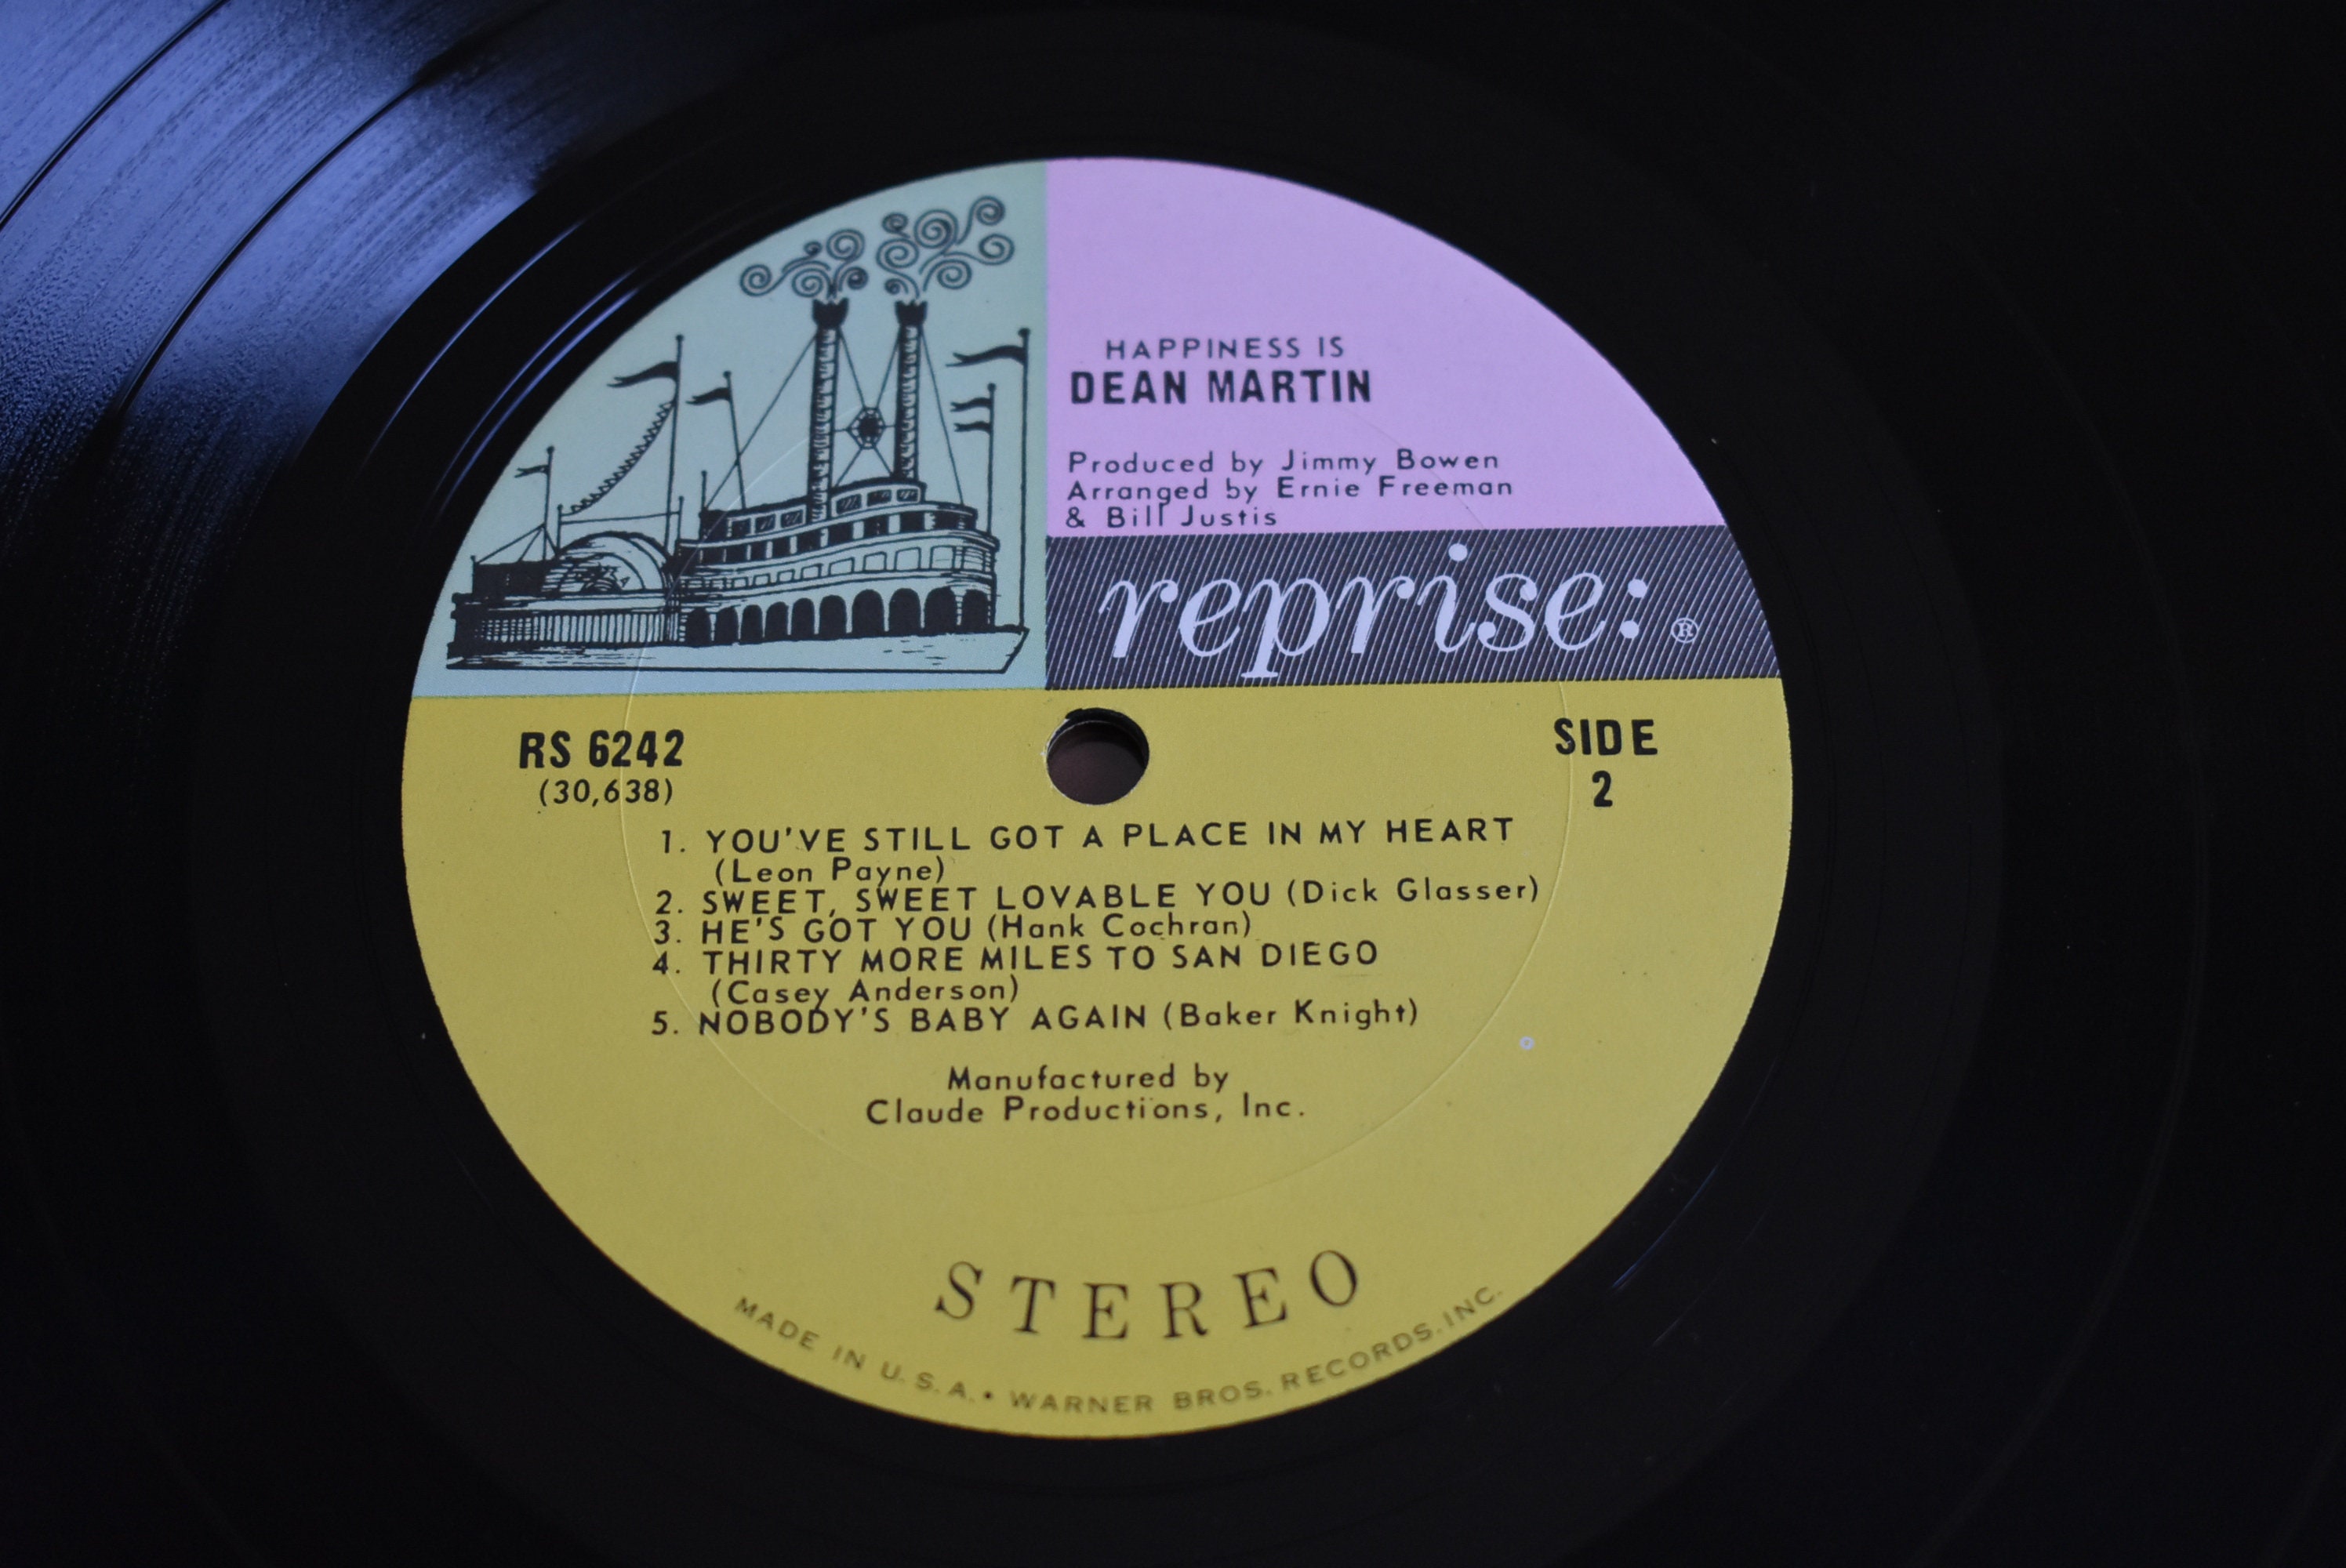 HAPPINESS IS
DEAN MARTIN
Produced by Jimmy Bowen
Arranged by Ernie Freeman
& Bill Justis
reprise: ®
RS 6242
(30,638)
SIDE
2
1. YOU'VE STILL GOT A PLACE IN MY HEART
(Leon Payne)
2. SWEET, SWEET LOVABLE YOU (Dick Glasser)
3. HE'S GOT YOU (Hank Cochran)
4. THIRTY MORE MILES TO SAN DIEGO
(Casey Anderson)
5. NOBODY'S BABY AGAIN (Baker Knight)
Manufactured by
Claude Productions, Inc.
STEREO
MADE IN U.S.A. • WARNER BROS. RECORDS, INC.